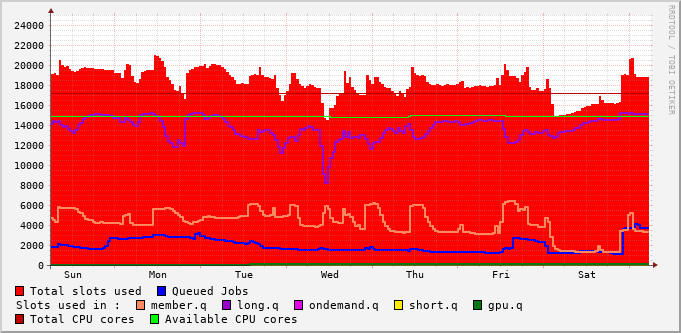 RRDTOOL / TOBI OETIKER
24000
22000
20000
18000
16000
14000
12000
10000
8000
6000
4000
2000
0
Sun Mon Tue Wed Thu Fri Sat
Total slots used Queued Jobs
Slots used in : member.q long.q ondemand.q short.q gpu.q
Total CPU cores Available CPU cores